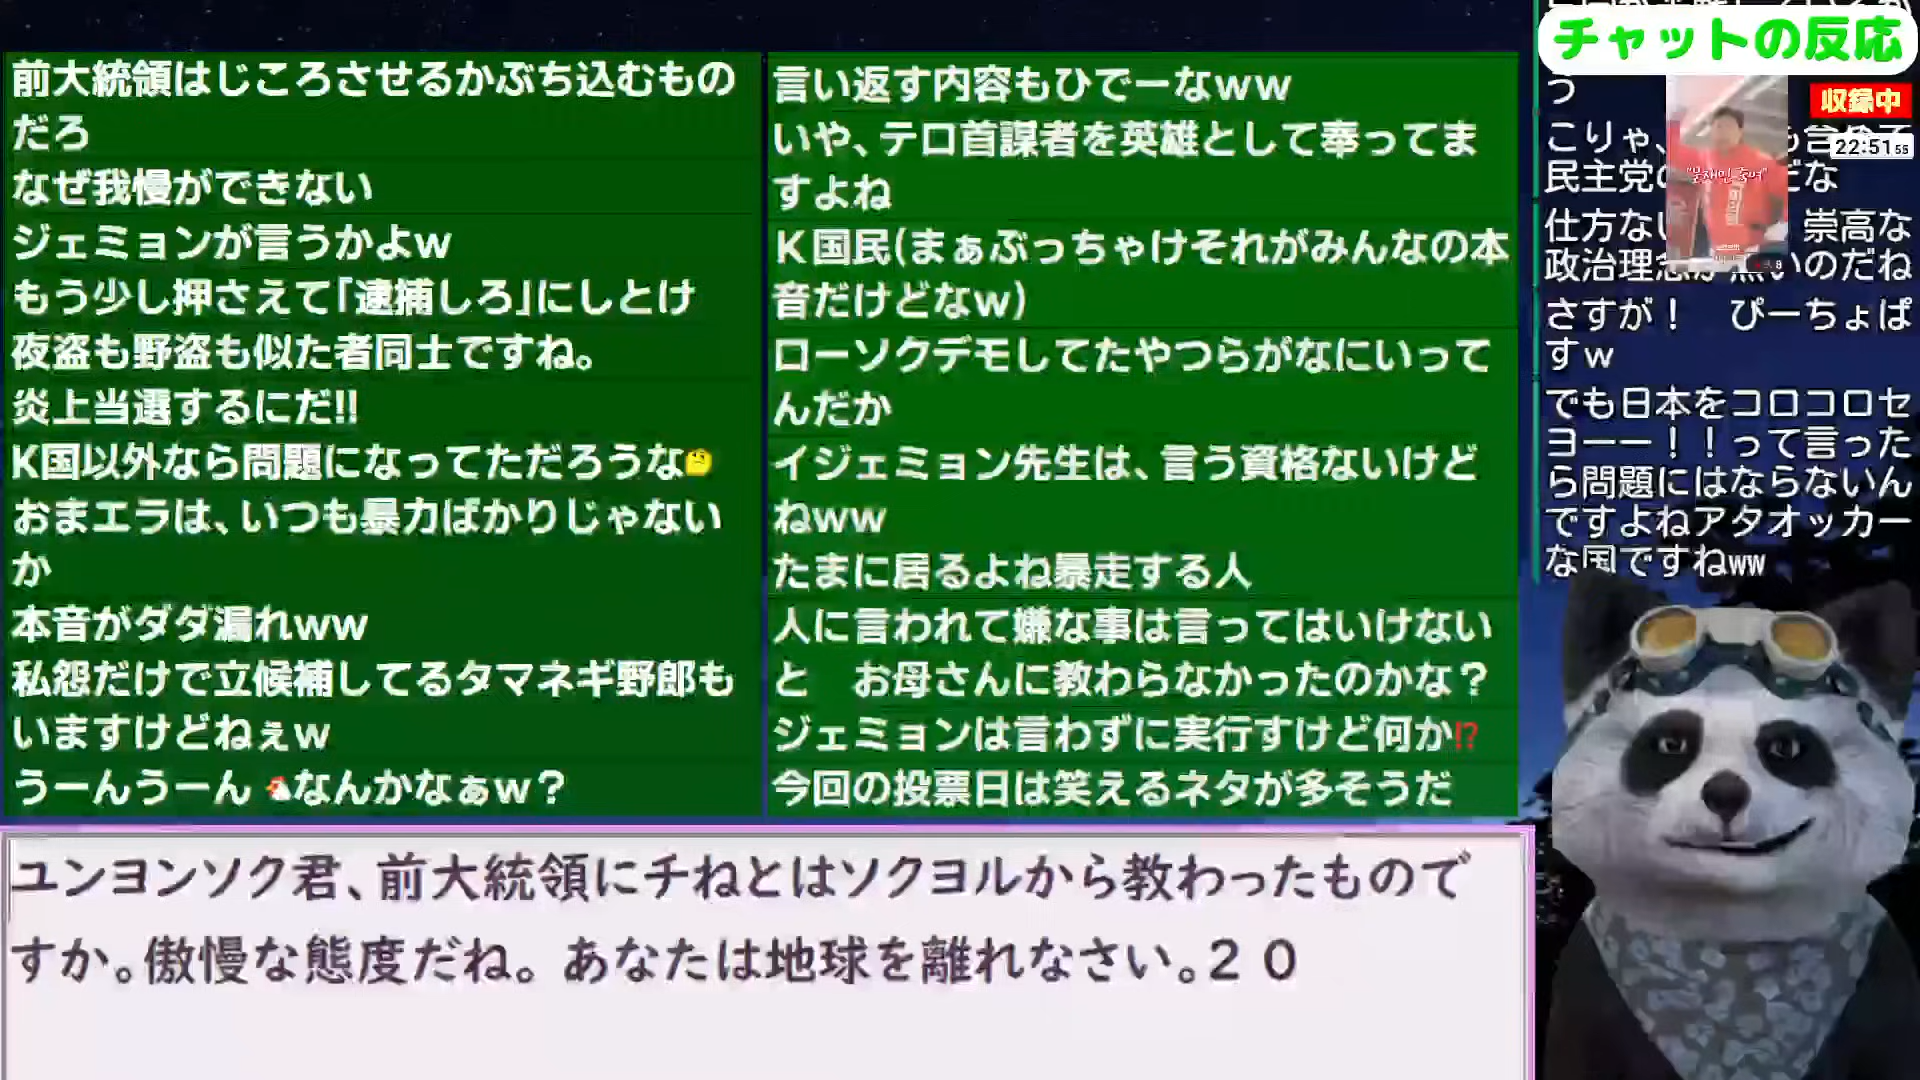 前大統領はじころさせるかぶち込むもの
だろ
なぜ我慢ができない
ジェミョンが言うかよw
もう少し押さえて｢逮捕しろ｣にしとけ
夜盗も野盗も似た者同士ですね。
炎上当選するにだ!!
K国以外なら問題になってただろうな🤔
おまエラは､いつも暴力ばかりじゃない
か
本音がダダ漏れww
私怨だけで立候補してるタマネギ野郎も
いますけどねぇw
うーんうーん🐔なんかなぁw？
言い返す内容もひでーなww
いや、テロ首謀者を英雄として奉ってま
すよね
K国民(まぁぶっちゃけそれがみんなの本
音だけどなw)
ローソクデモしてたやつらがなにいって
んだか
イジェミョン先生は､言う資格ないけど
ねww
たまに居るよね暴走する人
人に言われて嫌な事は言ってはいけない
と　お母さんに教わらなかったのかな？
ジェミョンは言わずに実行すけど何か⁉
今回の投票日は笑えるネタが多そうだ
チャットの反応
収録中
22:51 55
う
こりゃ、
民主党の だな
仕方ない 崇高な
政治理念 いのだね
さすが！　ぴーちょぱ
すw
でも日本をコロコロセ
ヨーー！！って言った
ら問題にはならないん
ですよねアタオッカー
な国ですねww
ユンヨンソク君、前大統領にチねとはソクヨルから教わったもので
すか。傲慢な態度だね。あなたは地球を離れなさい。２０